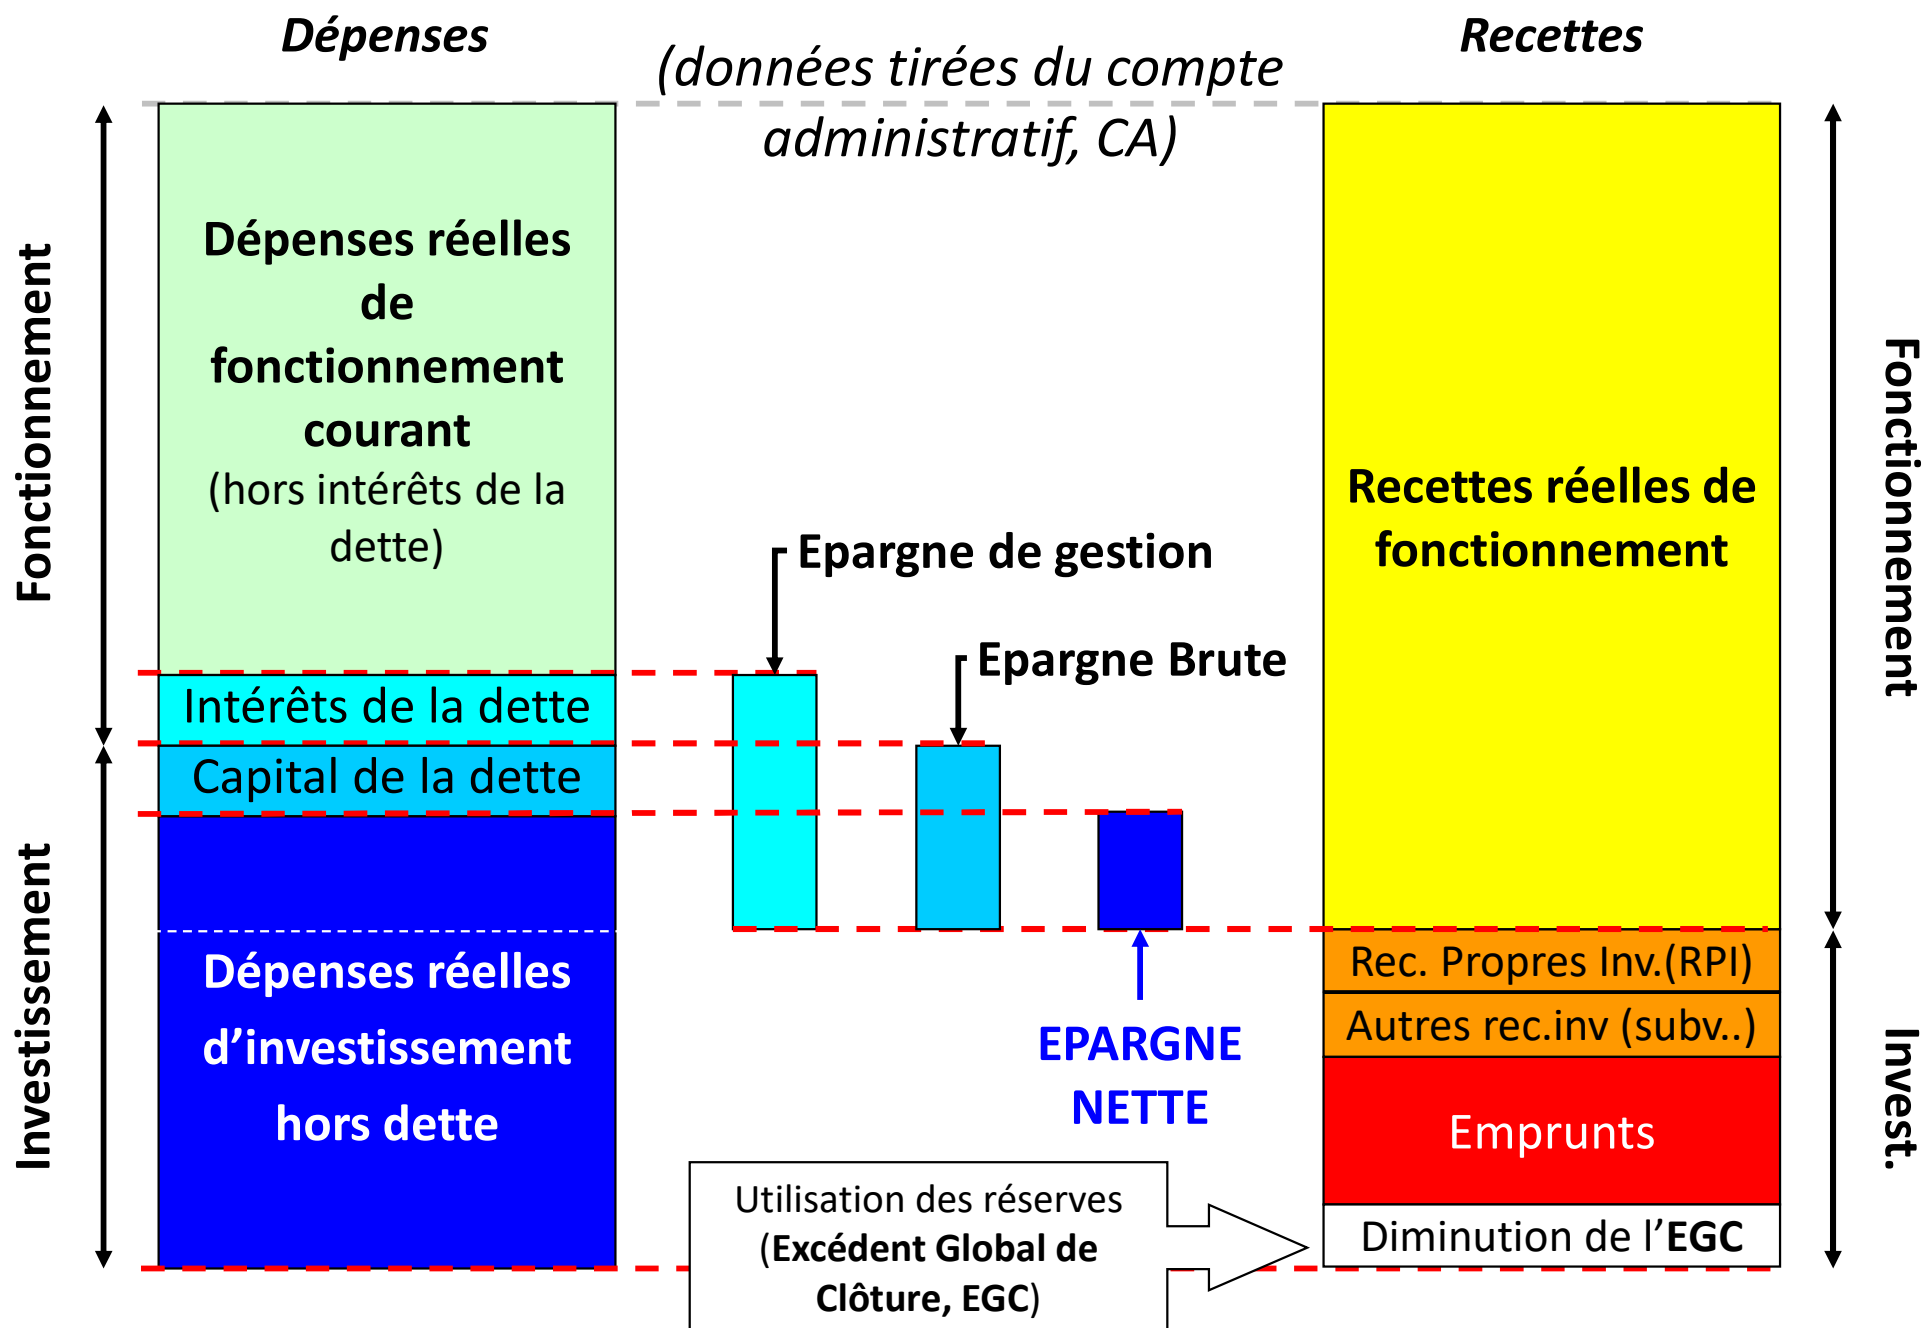 Dépenses
Recettes
(données tirées du compte
administratif, CA)
Fonctionnement
Dépenses réelles
de
fonctionnement
courant
(hors intérêts de la
dette)
Intérêts de la dette
Capital de la dette
Investissement
Dépenses réelles
d’investissement
hors dette
Epargne de gestion
Epargne Brute
EPARGNE
NETTE
Utilisation des réserves
(Excédent Global de
Clôture, EGC)
Recettes réelles de
fonctionnement
Rec. Propres Inv.(RPI)
Autres rec.inv (subv..)
Emprunts
Diminution de l’EGC
Fonctionnement
Invest.